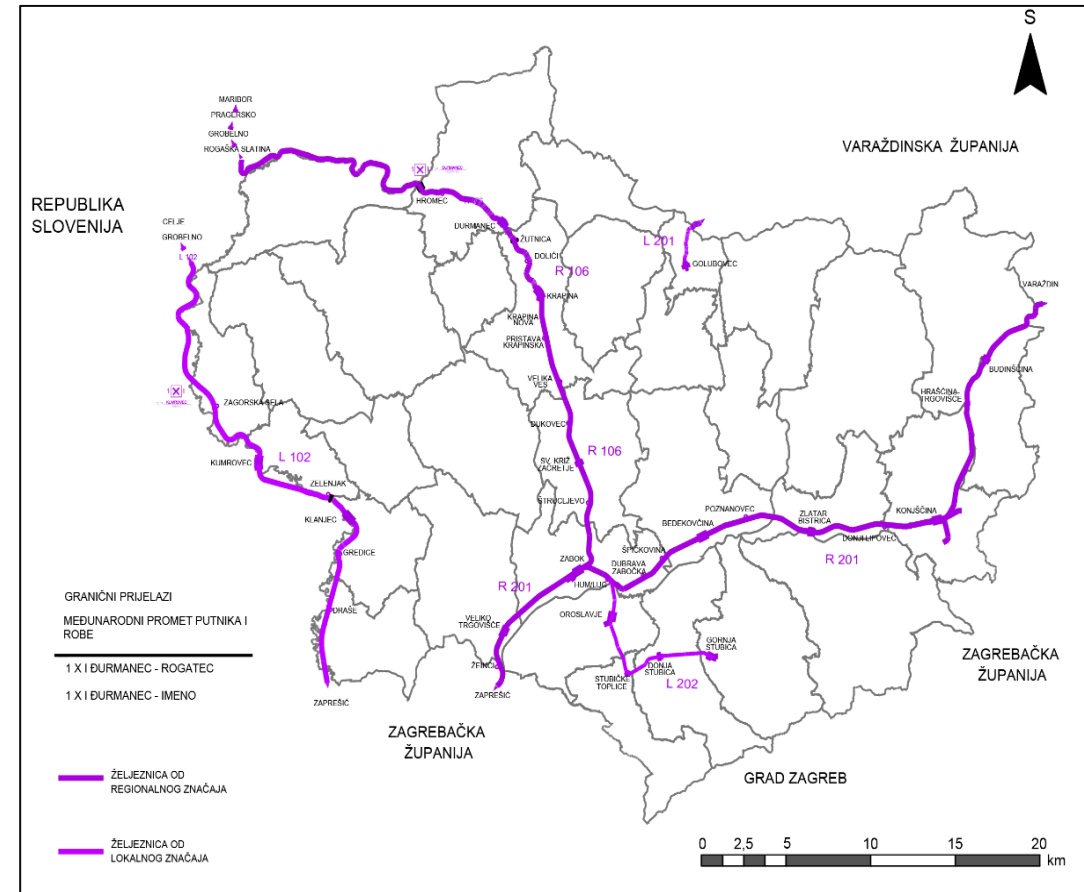 S
MARIBOR
PRAGERSKO
GROBELNO
ROGAŠKA SLATINA
VARAŽDINSKA ŽUPANIJA
REPUBLIKA
SLOVENIJA
CELJE
GROBELNO
L 102
HROMEC
ĐURMANEC
ŽUTNICA
DOLIĆI
R 106
KRAPINA
KRAPINA
NOVA
PRISTAVA
KRAPINSKA
VELIKA
VES
ĐUKOVEC
R 106
SV. KRIŽ
ZAČRETJE
ŠTRUCLJEVO
L 201
GOLUBOVEC
VARAŽDIN
BUDINŠČINA
HRAŠĆINA-
TRGOVIŠĆE
ZAGORSKA SELA
KUMROVEC
L 102
ZELENJAK
KLANJEC
GREDICE
DRAŠE
ZAPREŠIĆ
POZNANOVEC
BEDEKOVČINA
ZLATAR
BISTRICA
KONJŠČINA
DONJI LIPOVEC
R 201
ŠPIČKOVINA
DUBRAVA
ZABOČKA
ZABOK
HUM LUG
R 201
OROSLAVJE
VELIKO
TRGOVIŠĆE
ŽEINCI
ZAPREŠIĆ
GORNJA
STUBICA
DONJA
STUBICA
STUBIČKE
TOPLICE
L 202
ZAGREBAČKA
ŽUPANIJA
ZAGREBAČKA
ŽUPANIJA
GRAD ZAGREB
GRANIČNI PRIJELAZI
MEĐUNARODNI PROMET PUTNIKA I
ROBE
1 X I ĐURMANEC - ROGATEC
1 X I ĐURMANEC - IMENO
ŽELJEZNICA OD
REGIONALNOG ZNAČAJA
ŽELJEZNICA OD
LOKALNOG ZNAČAJA
0 2,5 5 10 15 20
km